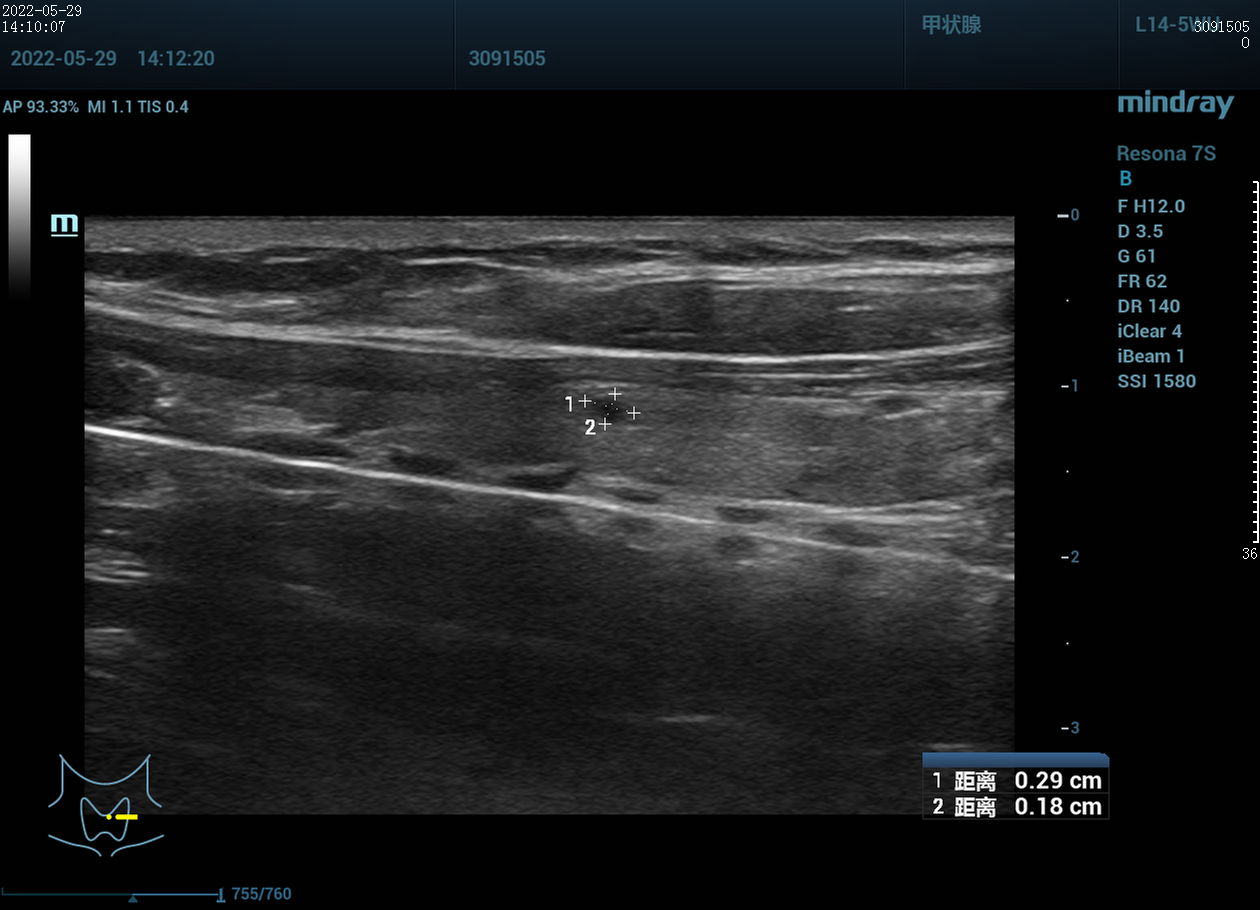 2022-05-29
14:10:07
甲状腺
3091505
0
2022-05-29 14:12:20
3091505
AP 93.33% MI 1.1 TIS 0.4
mindray
Resona 7S
B
F H12.0
D 3.5
G 61
FR 62
DR 140
iClear 4
iBeam 1
SSI 1580
m
0
1
2
3
1
2
36
1 距离 0.29 cm
2 距离 0.18 cm
755/760